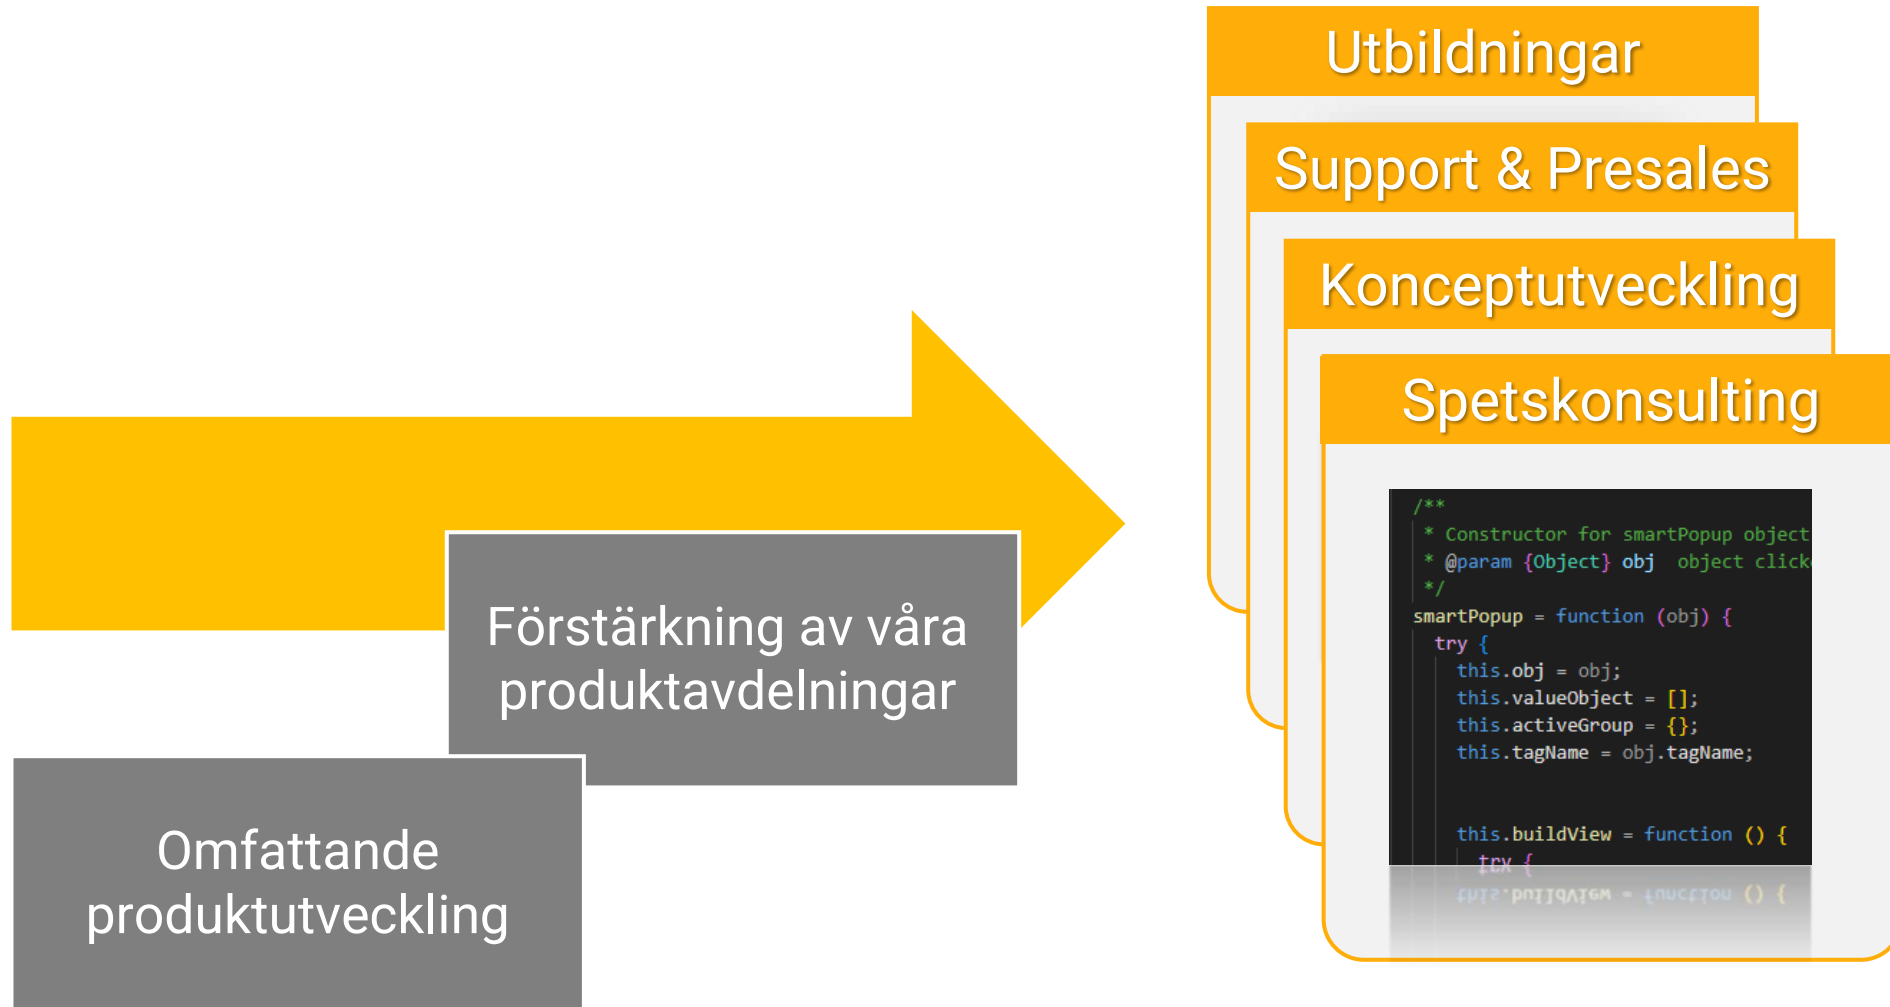 Utbildningar
Support & Presales
Konceptutveckling
Spetskonsulting
/**
* Constructor for smartPopup object
* @param {Object} obj  object click
*/
smartPopup = function (obj) {
try {
this.obj = obj;
this.valueObject = [];
this.activeGroup = {};
this.tagName = obj.tagName;
this.buildView = function () {
try {
Förstärkning av våra
produktavdelningar
Omfattande
produktutveckling